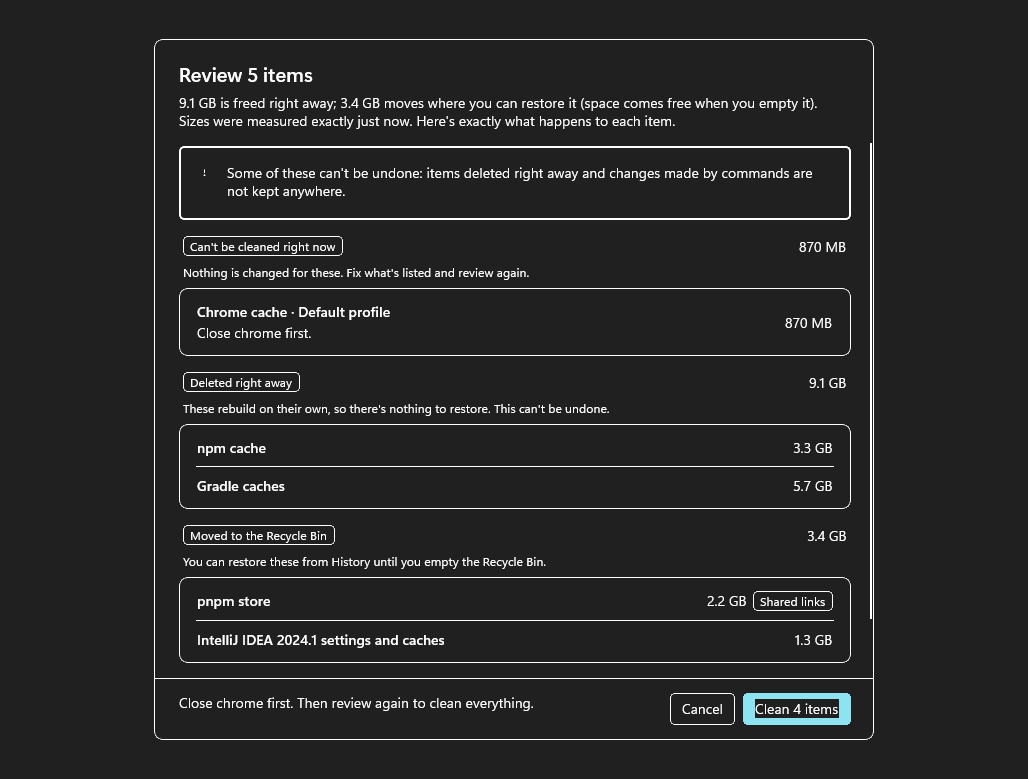 Review 5 items
9.1 GB is freed right away; 3.4 GB moves where you can restore it (space comes free when you empty it).
Sizes were measured exactly just now. Here's exactly what happens to each item.
! Some of these can't be undone: items deleted right away and changes made by commands are
not kept anywhere.
Can't be cleaned right now 870 MB
Nothing is changed for these. Fix what's listed and review again.
Chrome cache · Default profile
870 MB
Close chrome first.
Deleted right away 9.1 GB
These rebuild on their own, so there's nothing to restore. This can't be undone.
npm cache 3.3 GB
Gradle caches 5.7 GB
Moved to the Recycle Bin 3.4 GB
You can restore these from History until you empty the Recycle Bin.
pnpm store 2.2 GB Shared links
IntelliJ IDEA 2024.1 settings and caches 1.3 GB
Close chrome first. Then review again to clean everything.
Cancel Clean 4 items